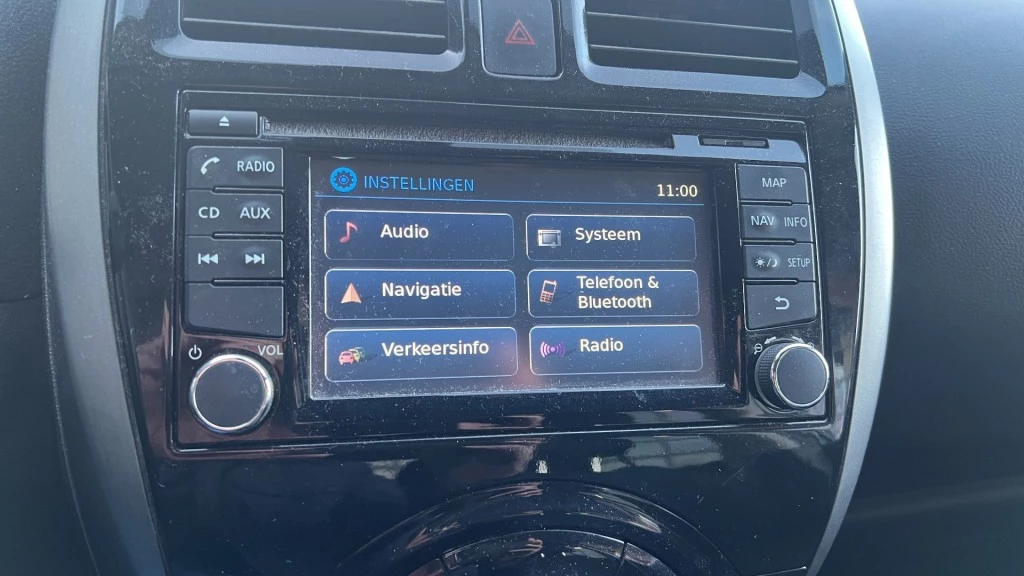 RADIO
MAP
INSTELLINGEN 11:00
CD AUX
NAV INFO
Audio
Systeem
SETUP
Navigatie
Telefoon &
Bluetooth
VOL
Verkeersinfo
Radio